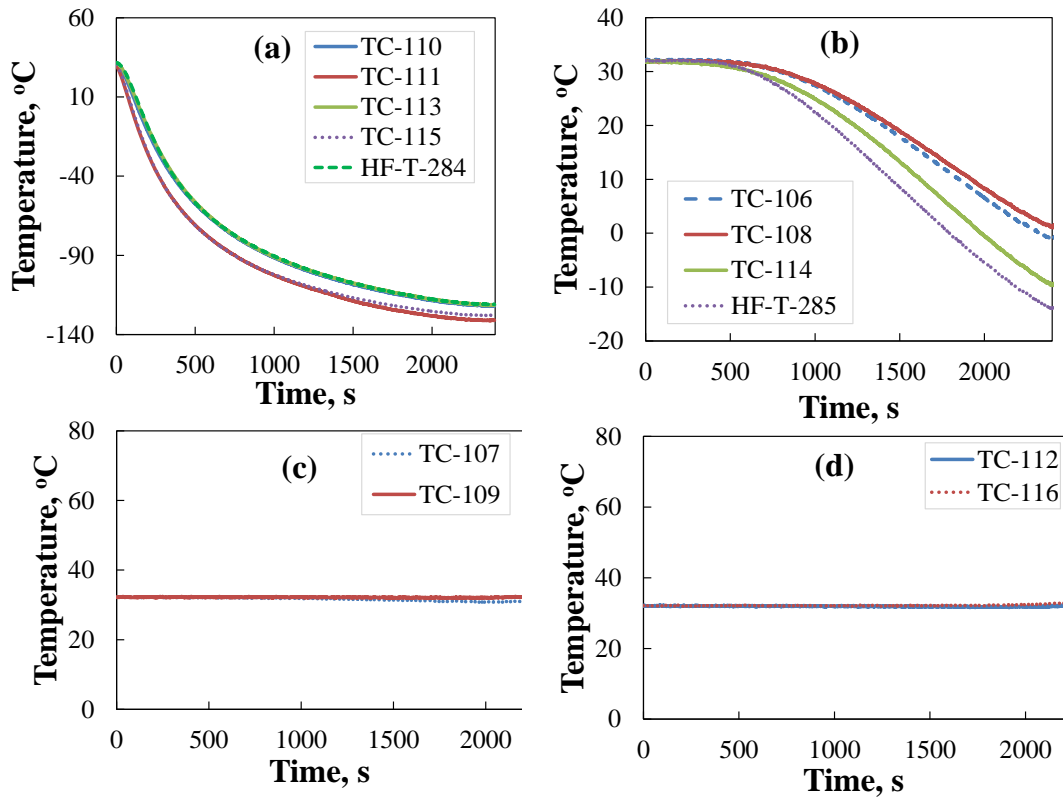 (a)
TC-110
TC-111
TC-113
TC-115
HF-T-284
60
10
-40
-90
-140
Temperature, oC
0 500 1000 1500 2000
Time, s
(b)
TC-106
TC-108
TC-114
HF-T-285
40
30
20
10
0
-10
-20
Temperature, oC
0 500 1000 1500 2000
Time, s
(c)
TC-107
TC-109
80
60
40
20
0
Temperature, oC
0 500 1000 1500 2000
Time, s
(d)
TC-112
TC-116
80
60
40
20
0
Temperature, oC
0 500 1000 1500 2000
Time, s